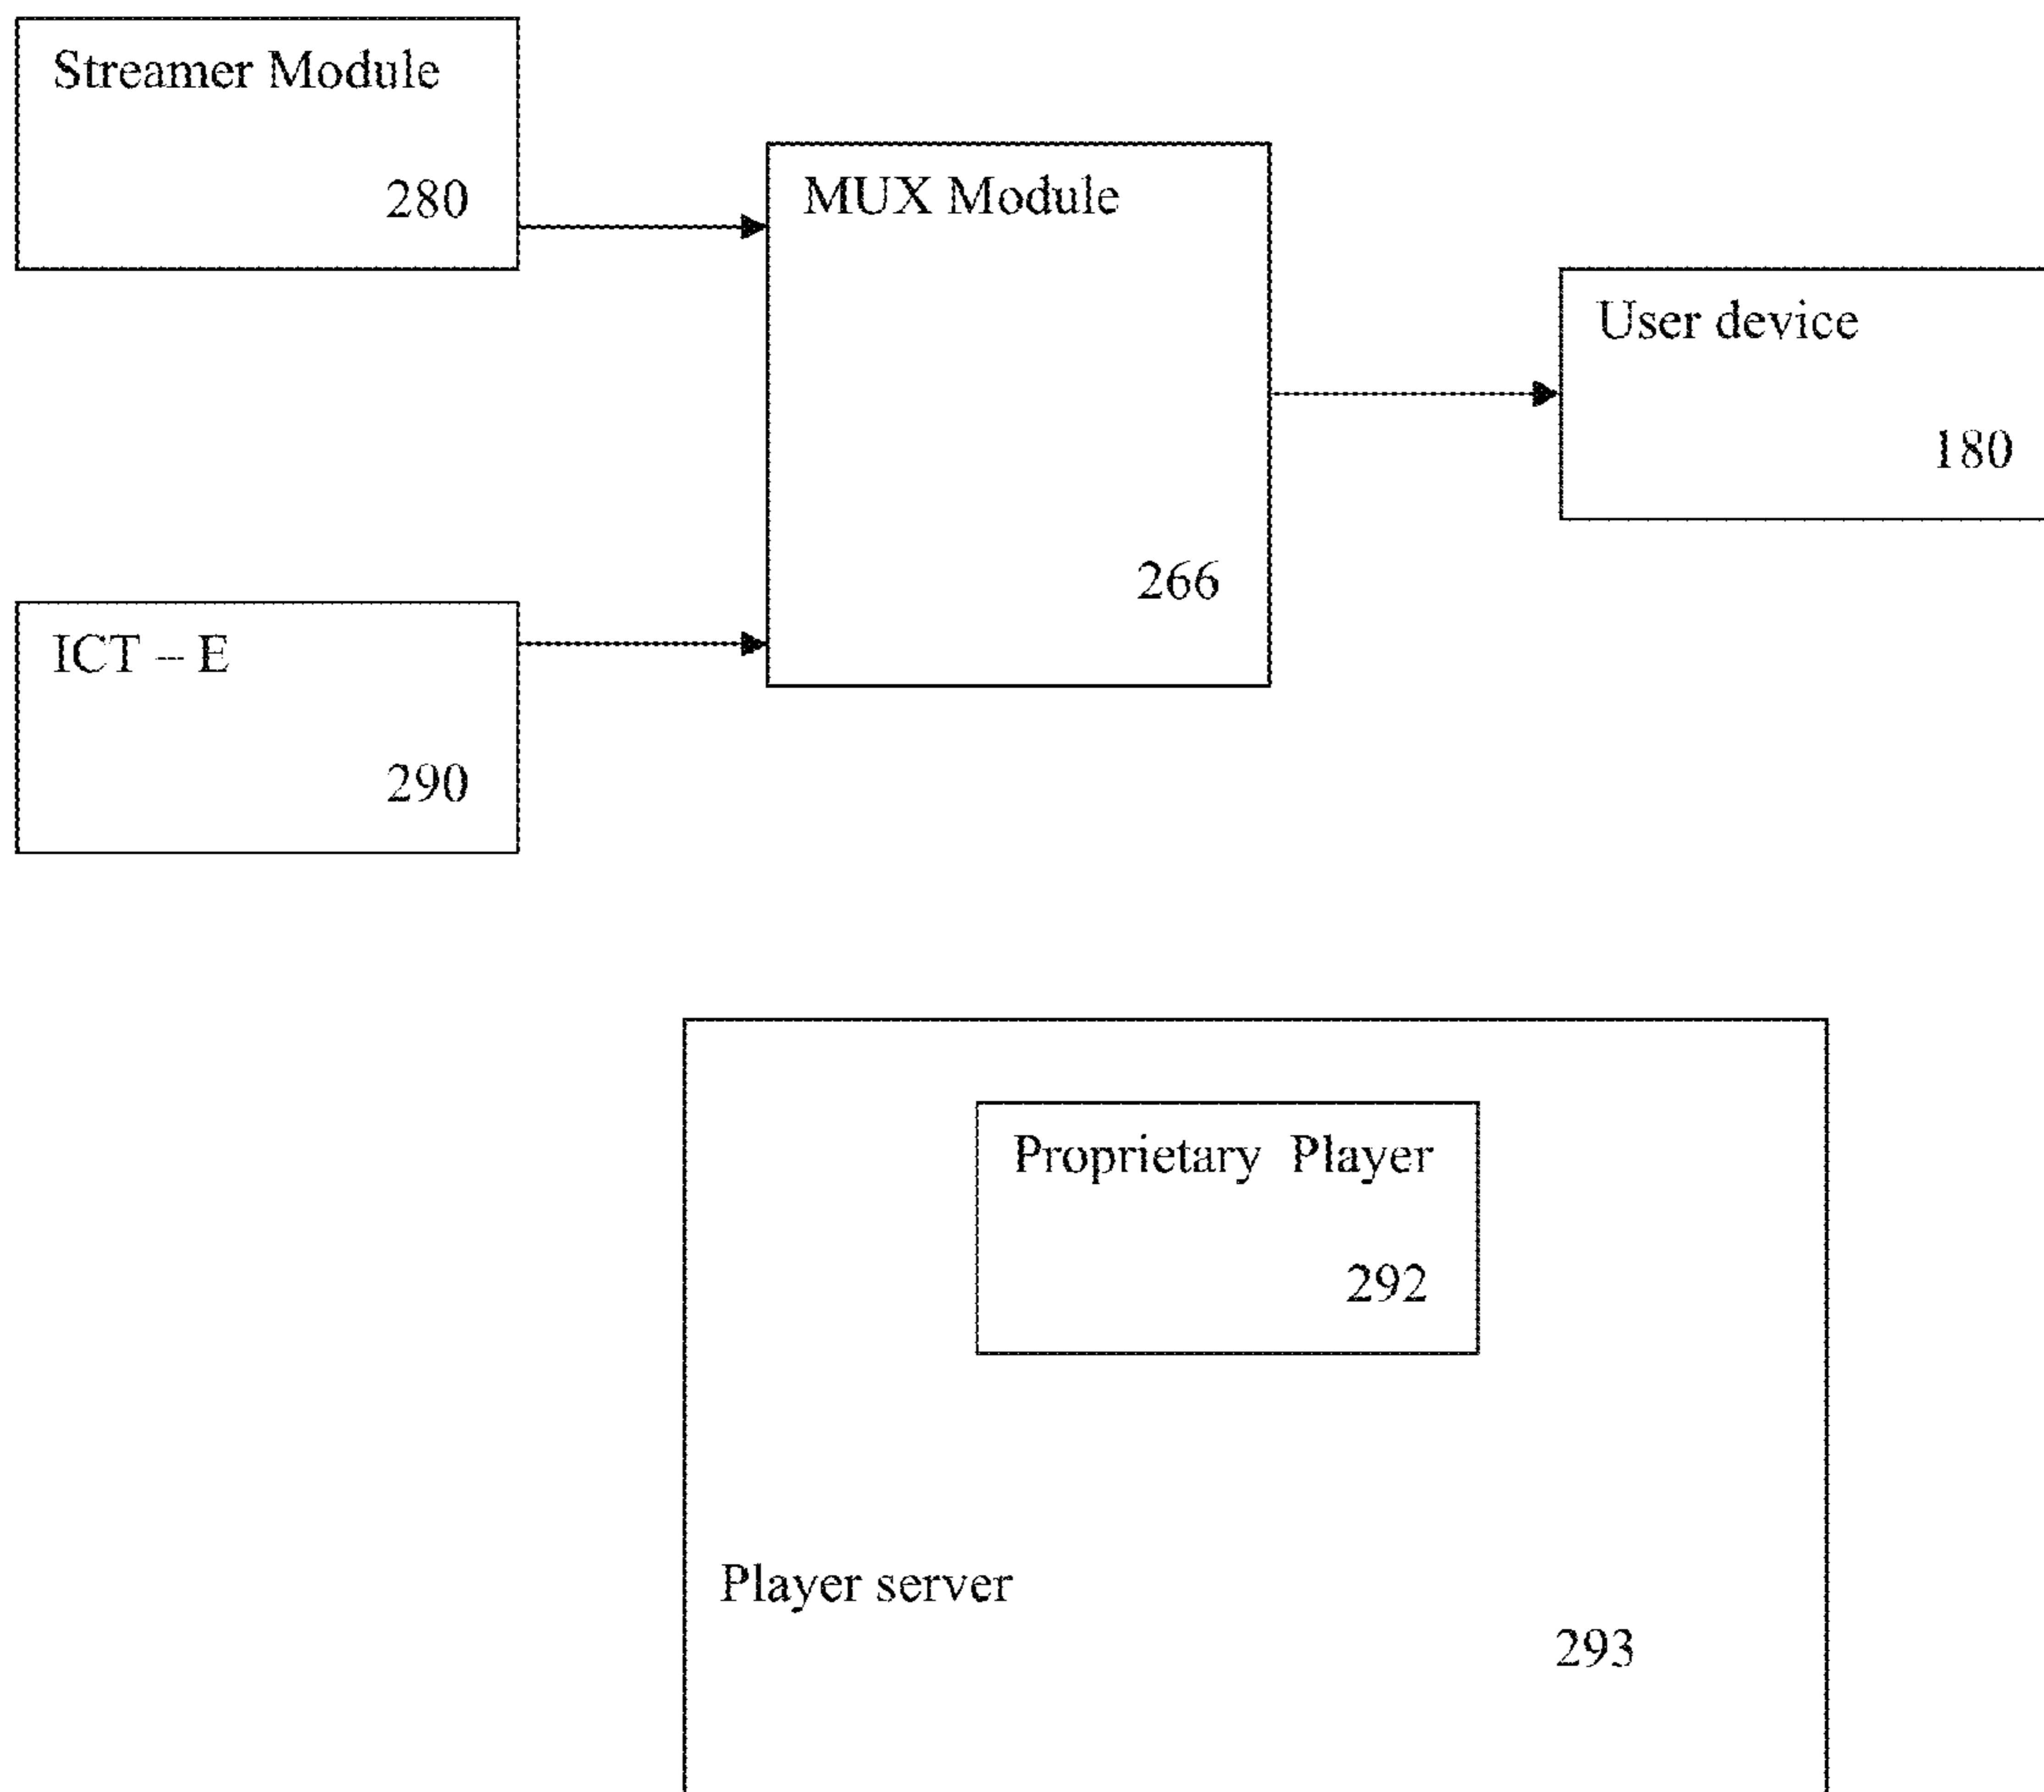 Streamer Module
280
MUX Module
266
User device
180
ICT -- E
290
Proprietary Player
292
Player server
293